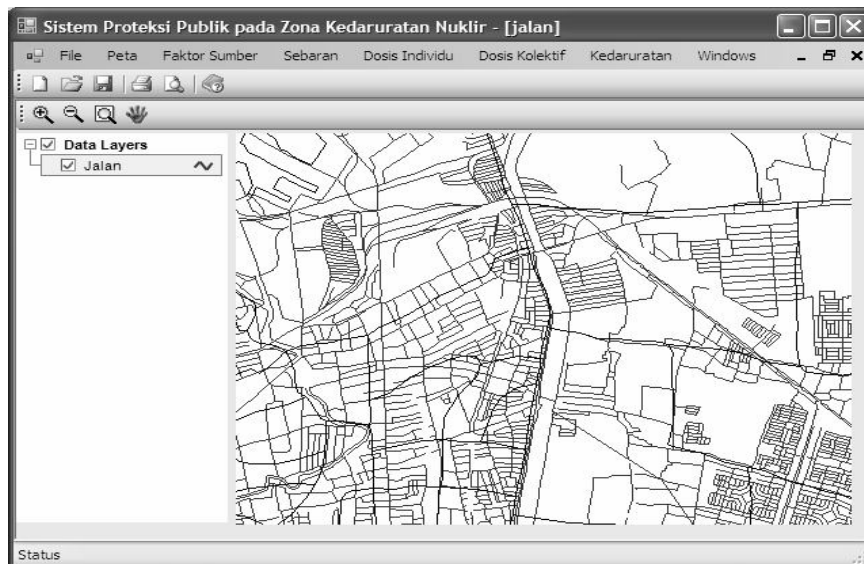 Sistem Proteksi Publik pada Zona Kedaruratan Nuklir - [jalan]
File Peta Faktor Sumber Sebaran Dosis Individu Dosis Kolektif Kedaruratan Windows
Data Layers
Jalan
Status